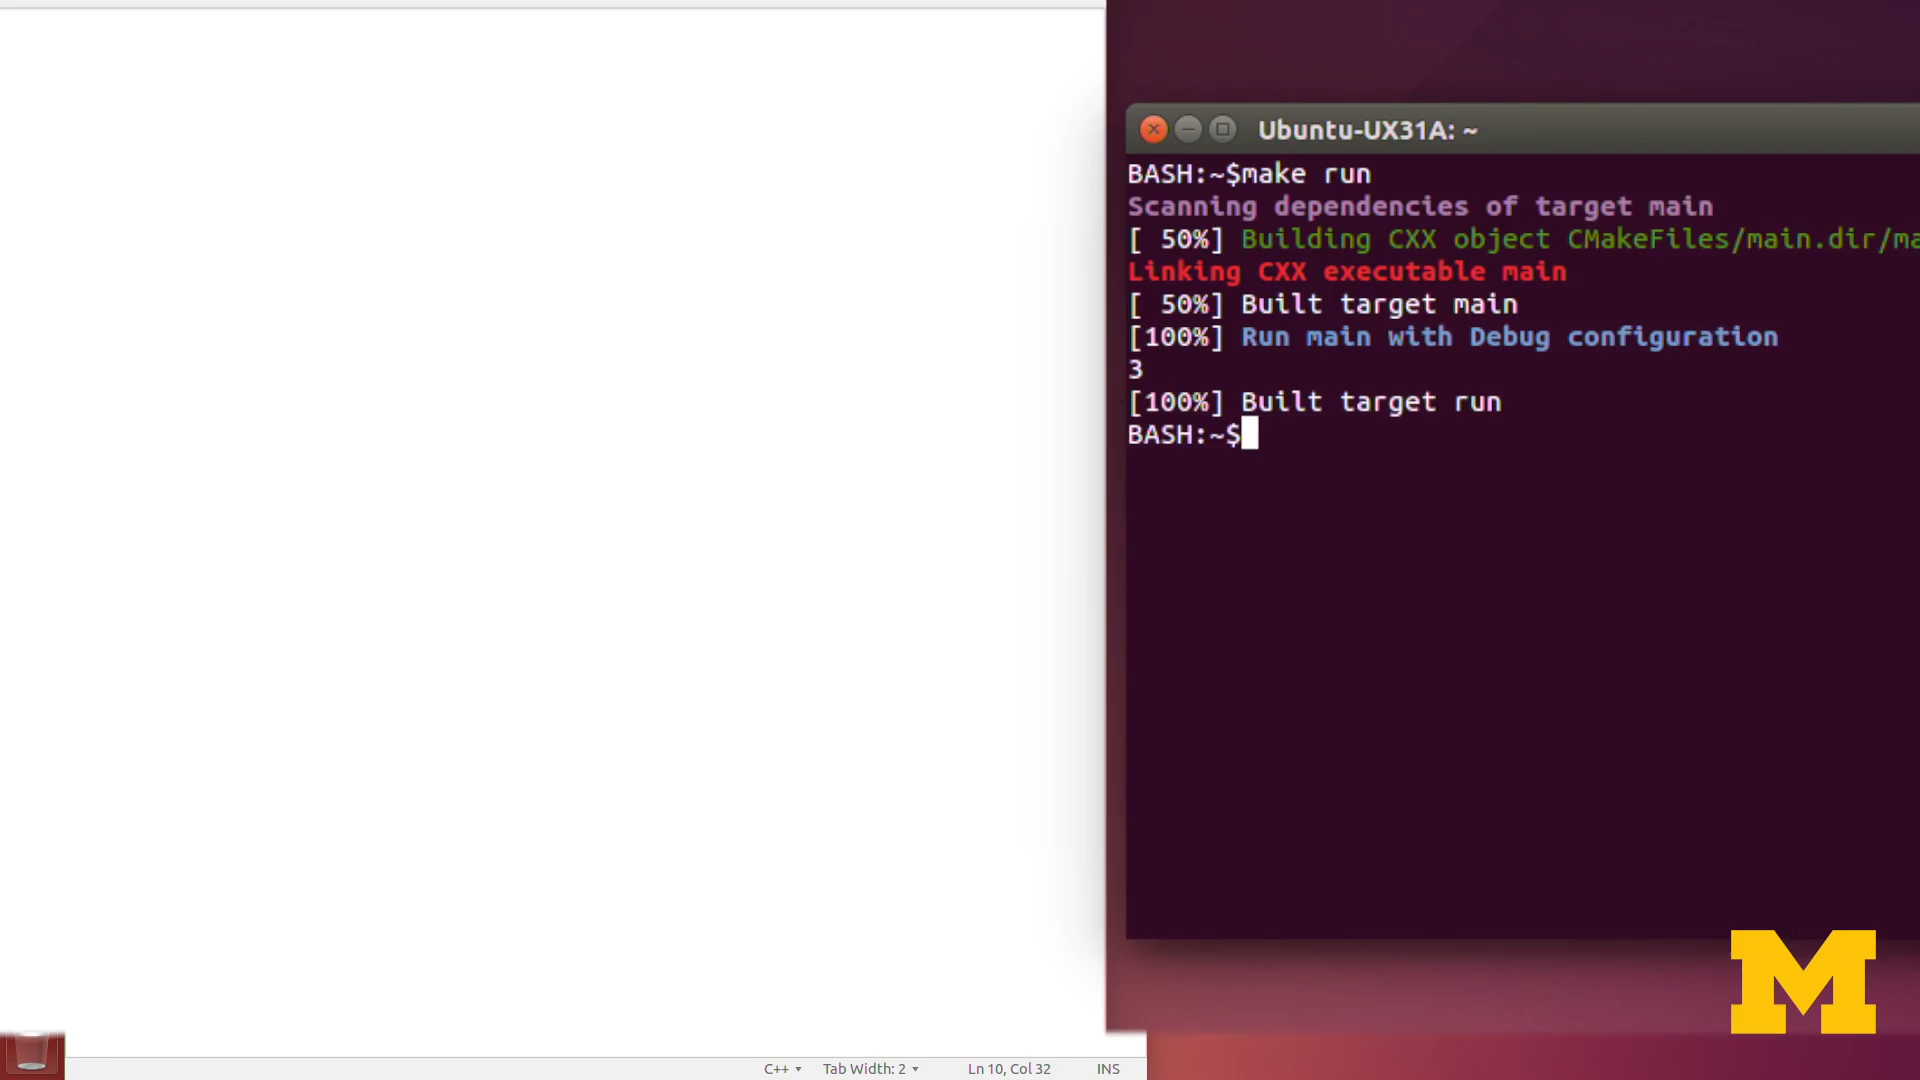 Ubuntu-UX31A: ~
BASH:~$make run
Scanning dependencies of target main
[ 50%] Building CXX object CMakeFiles/main.dir/ma
Linking CXX executable main
[ 50%] Built target main
[100%] Run main with Debug configuration
3
[100%] Built target run
BASH:~$
C++ Tab Width: 2 Ln 10, Col 32 INS
M